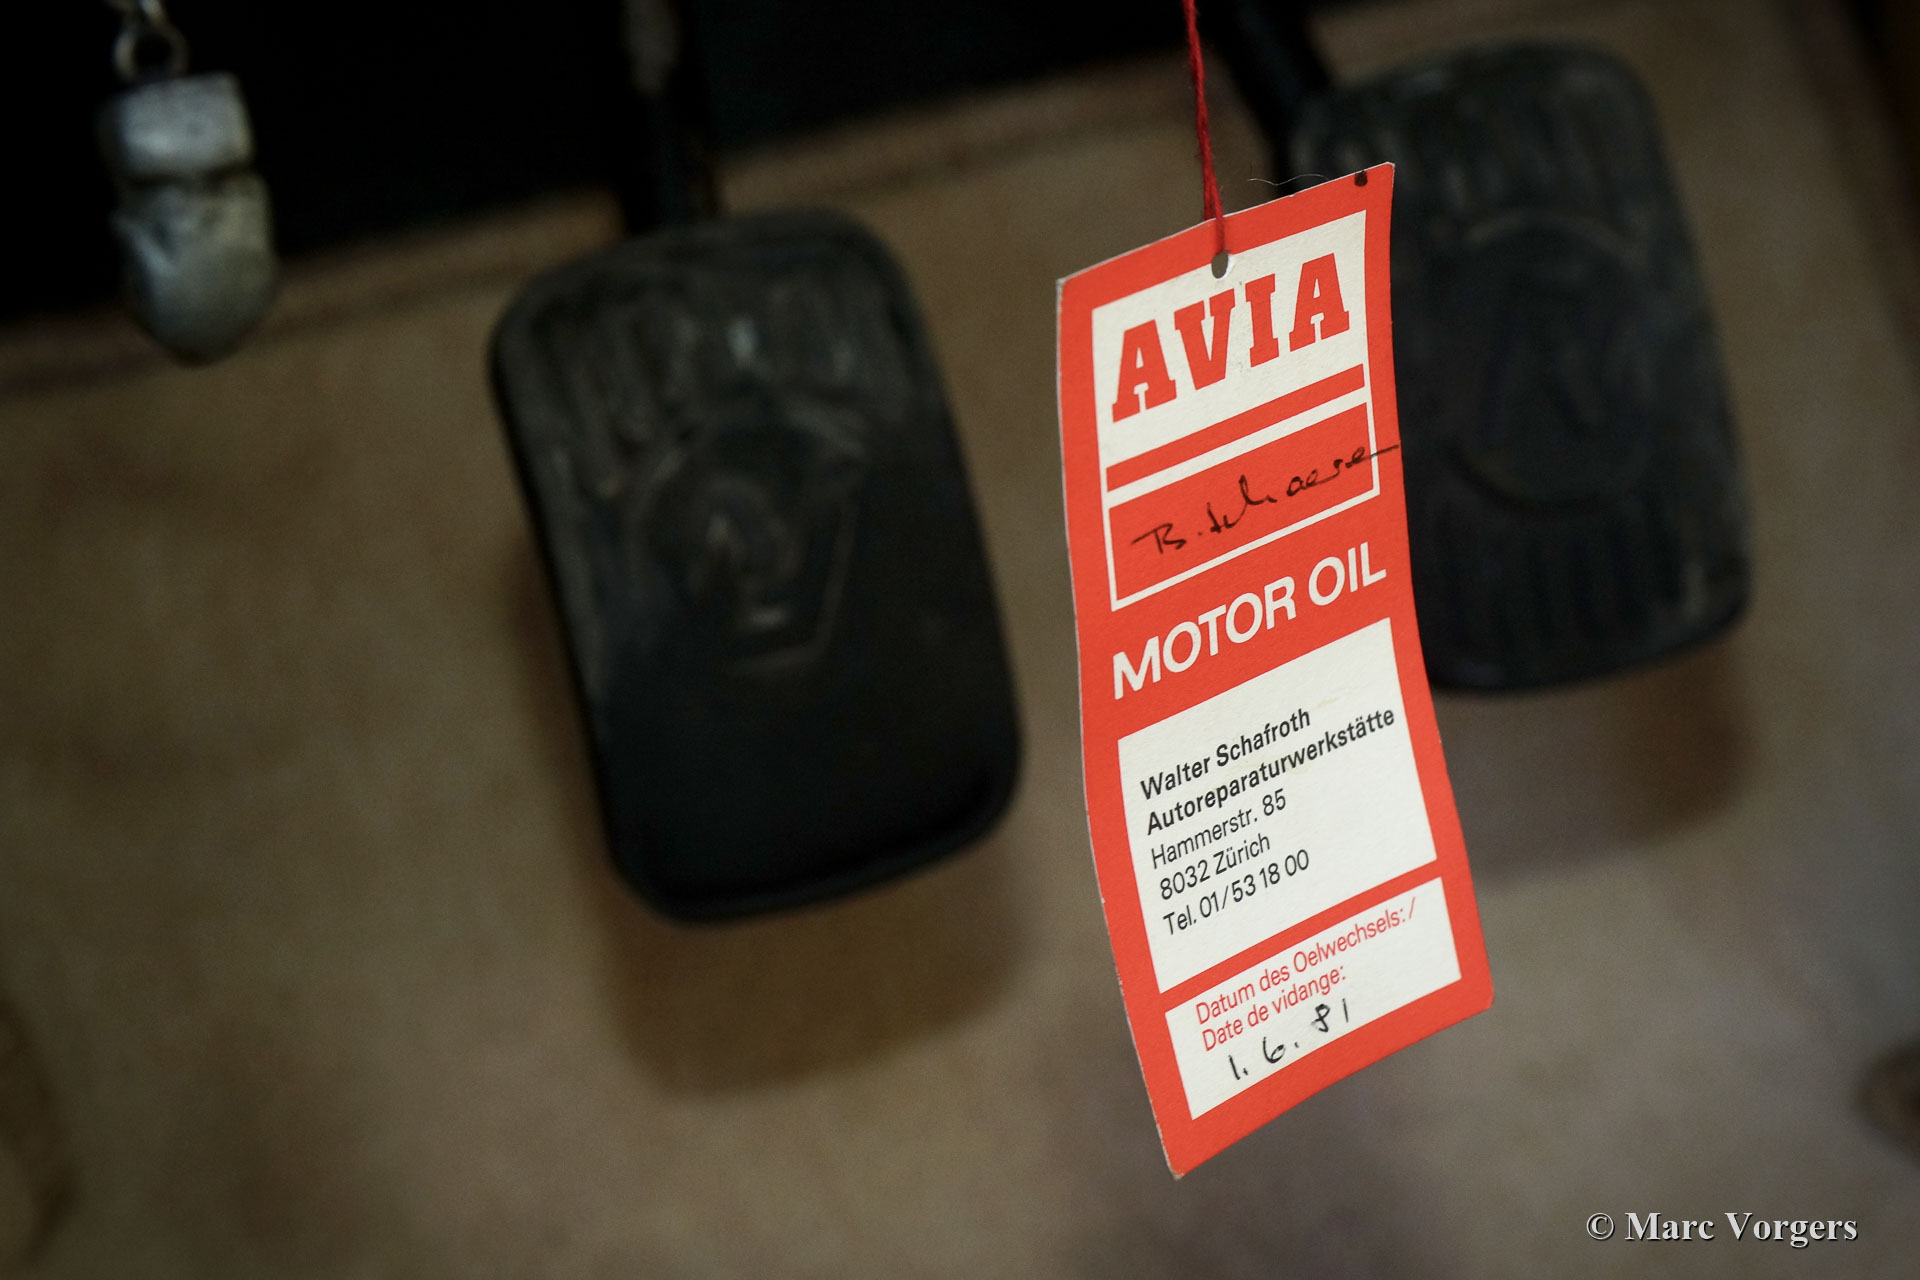 AVIA
MOTOR OIL
Walter Schafroth
Autoreparaturwerkstätte
Hammerstr. 85
8032 Zürich
Tel. 01/53 18 00
Datum des Oelwechsels:/
Date de vidange:
1. 6. 81
© Marc Vorgers